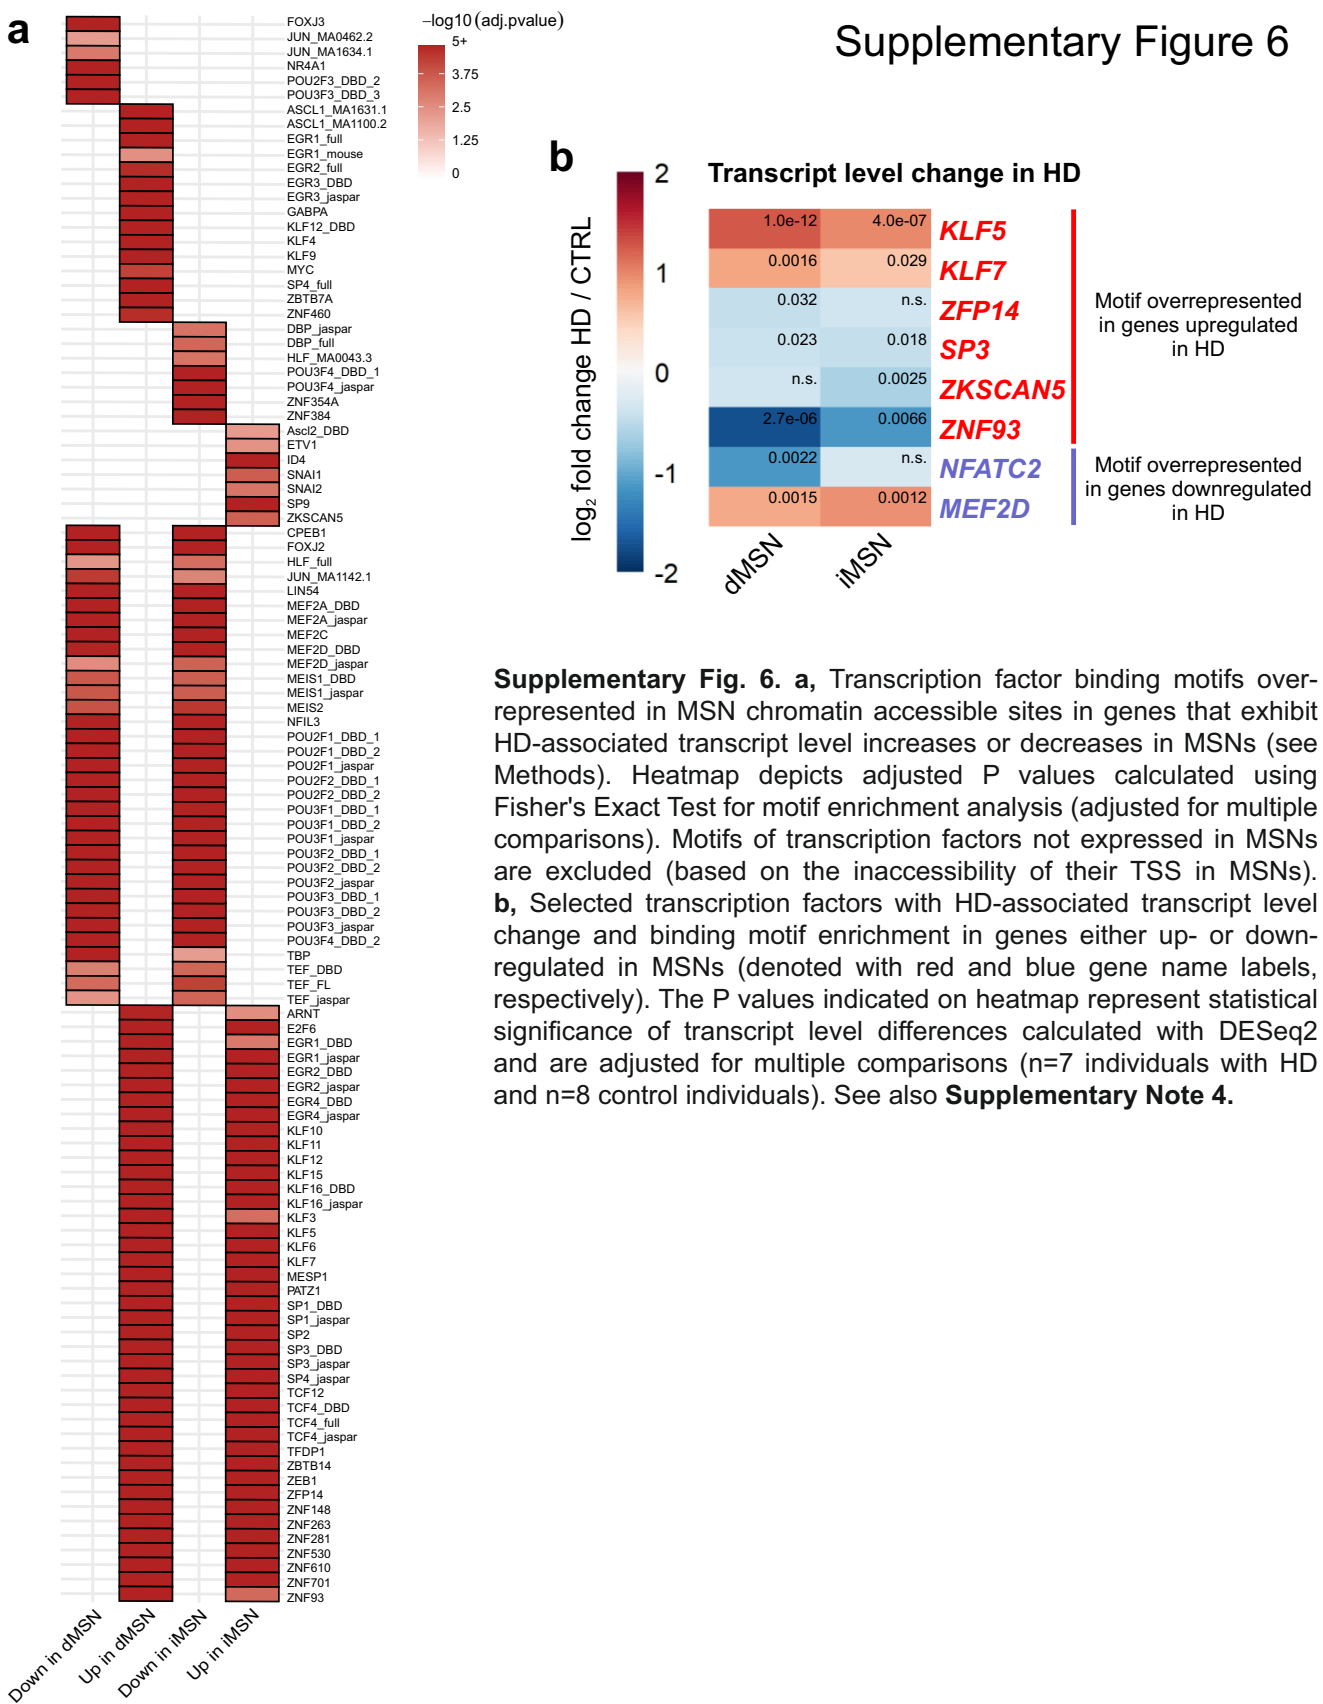 a
Supplementary Figure 6
FOXJ3
JUN_MA0462.2
JUN_MA1634.1
NR4A1
POU2F3_DBD_2
POU3F3_DBD_3
ASCL1_MA1631.1
ASCL1_MA1100.2
EGR1_full
EGR1_mouse
EGR2_full
EGR3_DBD
EGR3_jaspar
GABPA
KLF12_DBD
KLF4
KLF9
MYC
SP4_full
ZBTB7A
ZNF460
DBP_jaspar
DBP_full
HLF_MA0043.3
POU3F4_DBD_1
POU3F4_jaspar
ZNF354A
ZNF384
Ascl2_DBD
ETV1
ID4
SNAI1
SNAI2
SP9
ZKSCAN5
CPEB1
FOXJ2
HLF_full
JUN_MA1142.1
LIN54
MEF2A_DBD
MEF2A_jaspar
MEF2C
MEF2D_DBD
MEF2D_jaspar
MEIS1_DBD
MEIS1_jaspar
MEIS2
NFIL3
POU2F1_DBD_1
POU2F1_DBD_2
POU2F1_jaspar
POU2F2_DBD_1
POU2F2_DBD_2
POU3F1_DBD_1
POU3F1_DBD_2
POU3F1_jaspar
POU3F2_DBD_1
POU3F2_DBD_2
POU3F2_jaspar
POU3F3_DBD_1
POU3F3_DBD_2
POU3F3_jaspar
POU3F4_DBD_2
TBP
TEF_DBD
TEF_FL
TEF_jaspar
ARNT
E2F6
EGR1_DBD
EGR1_jaspar
EGR2_DBD
EGR2_jaspar
EGR4_DBD
EGR4_jaspar
KLF10
KLF11
KLF12
KLF15
KLF16_DBD
KLF16_jaspar
KLF3
KLF5
KLF6
KLF7
MESP1
PATZ1
SP1_DBD
SP1_jaspar
SP2
SP3_DBD
SP3_jaspar
SP4_jaspar
TCF12
TCF4_DBD
TCF4_full
TCF4_jaspar
TFDP1
ZBTB14
ZEB1
ZFP14
ZNF148
ZNF263
ZNF281
ZNF530
ZNF610
ZNF701
ZNF93
Down in dMSN
Up in dMSN
Down in iMSN
Up in iMSN
−log10 (adj.pvalue)
5+
3.75
2.5
1.25
0
b
Transcript level change in HD
log2 fold change HD / CTRL
2
1
0
-1
-2
1.0e-12 4.0e-07 KLF5
0.0016 0.029 KLF7
0.032 n.s. ZFP14
0.023 0.018 SP3
n.s. 0.0025 ZKSCAN5
2.7e-06 0.0066 ZNF93
0.0022 n.s. NFATC2
0.0015 0.0012 MEF2D
dMSN
iMSN
Motif overrepresented
in genes upregulated
in HD
Motif overrepresented
in genes downregulated
in HD
Supplementary Fig. 6. a, Transcription factor binding motifs over-
represented in MSN chromatin accessible sites in genes that exhibit
HD-associated transcript level increases or decreases in MSNs (see
Methods). Heatmap depicts adjusted P values calculated using
Fisher's Exact Test for motif enrichment analysis (adjusted for multiple
comparisons). Motifs of transcription factors not expressed in MSNs
are excluded (based on the inaccessibility of their TSS in MSNs).
b, Selected transcription factors with HD-associated transcript level
change and binding motif enrichment in genes either up- or down-
regulated in MSNs (denoted with red and blue gene name labels,
respectively). The P values indicated on heatmap represent statistical
significance of transcript level differences calculated with DESeq2
and are adjusted for multiple comparisons (n=7 individuals with HD
and n=8 control individuals). See also Supplementary Note 4.